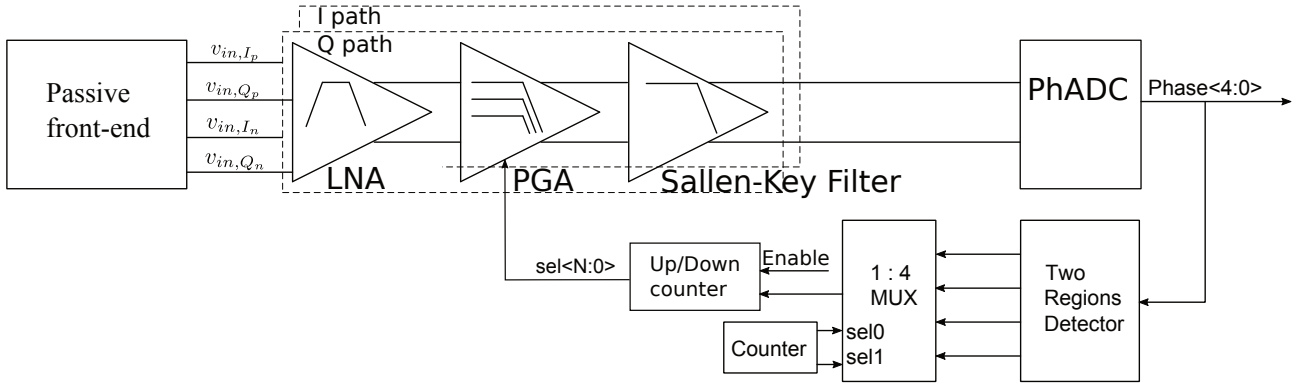 I path
Q path
Passive
front-end
v_{in,I_p}
v_{in,Q_p}
v_{in,I_n}
v_{in,Q_n}
LNA
PGA
Sallen-Key Filter
PhADC
Phase<4:0>
sel<N:0>
Up/Down
counter
Enable
1 : 4
MUX
sel0
sel1
Counter
Two
Regions
Detector